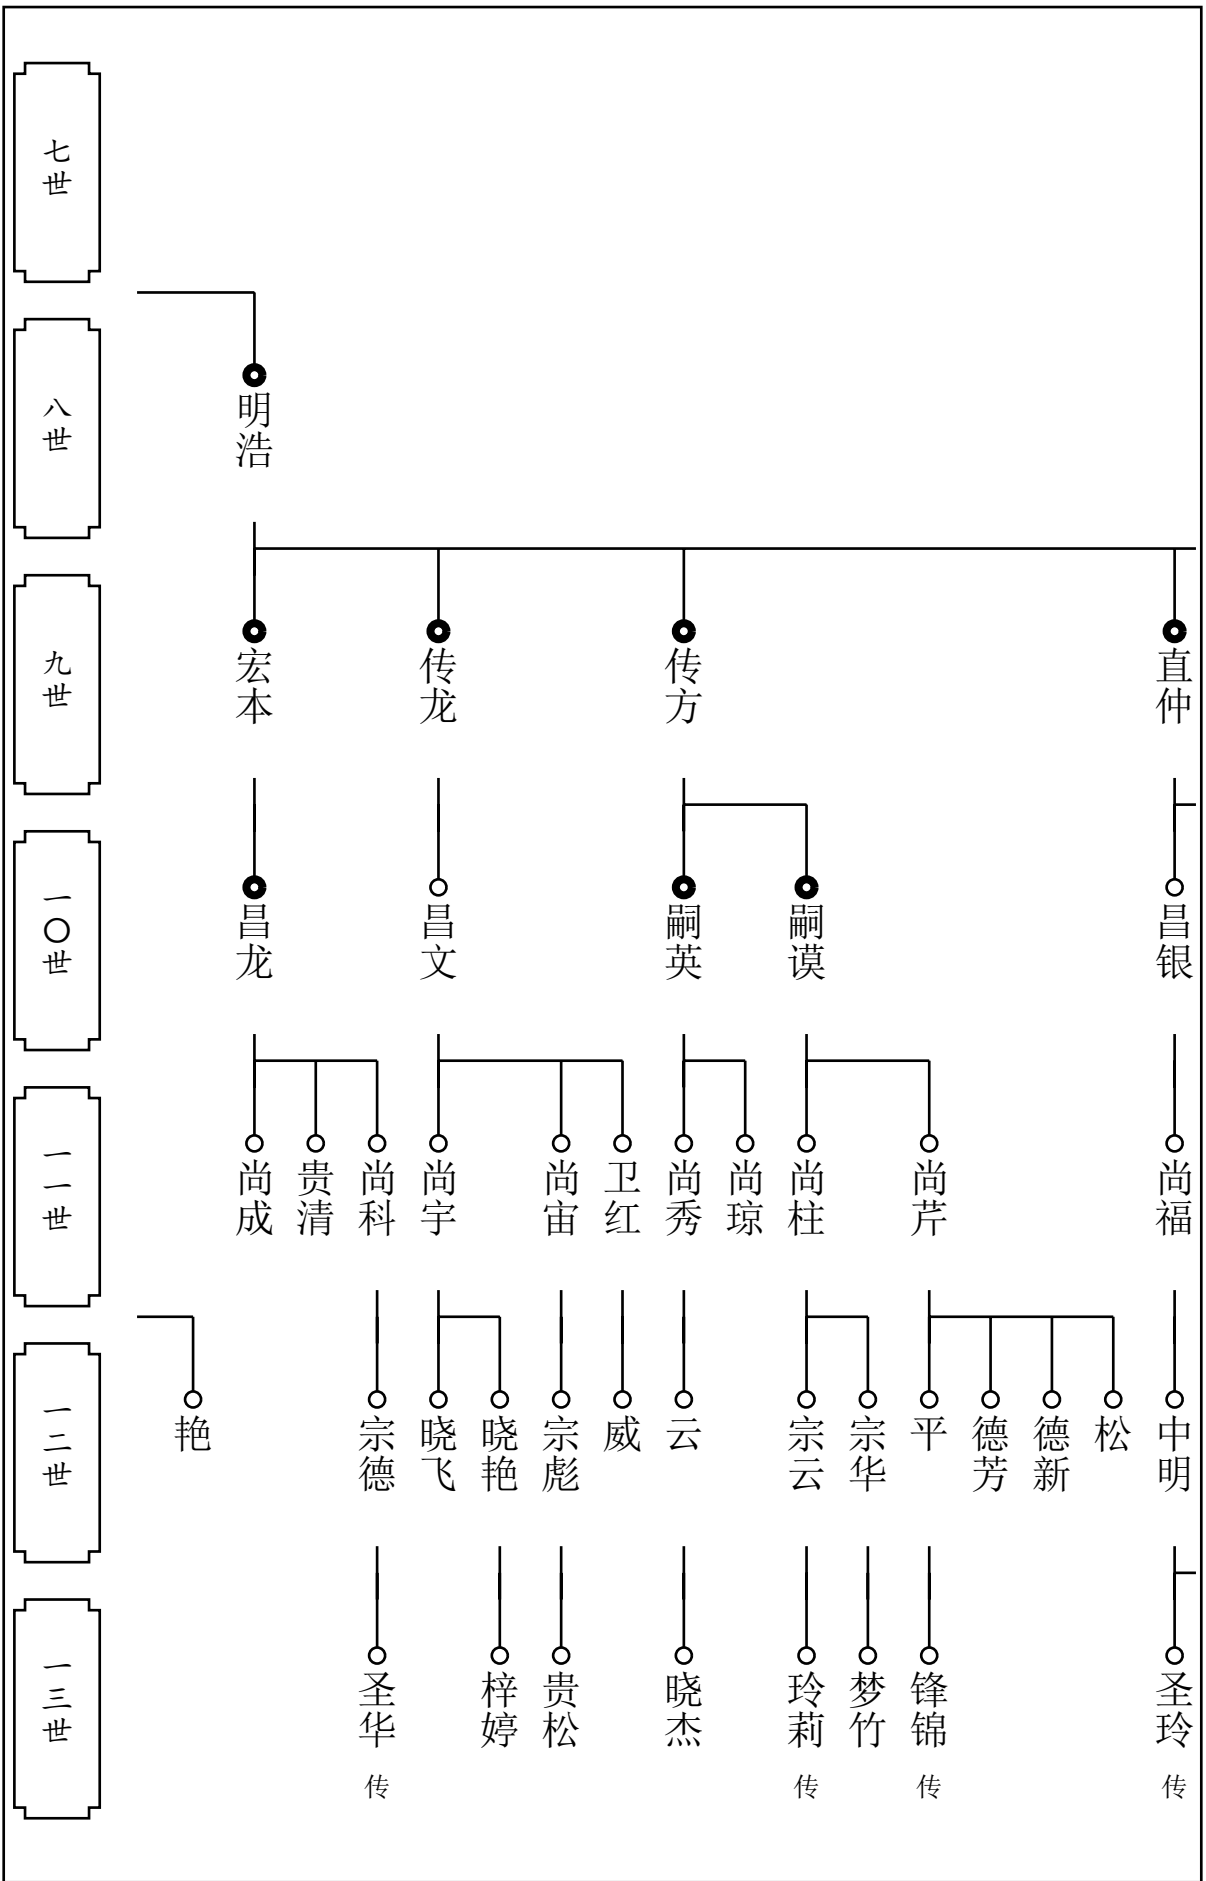 七世
八世
明浩
九世
宏本
传龙
传方
直仲
一〇世
昌龙
昌文
嗣英
嗣谟
昌银
一一世
尚成
贵清
尚科
尚宇
尚宙
卫红
尚秀
尚琼
尚柱
尚芹
尚福
一二世
艳
宗德
晓飞
晓艳
宗彪
威
云
宗云
宗华
平
德芳
德新
松
中明
一三世
圣华
梓婷
贵松
晓杰
玲莉
梦竹
锋锦
圣玲
传
传
传
传